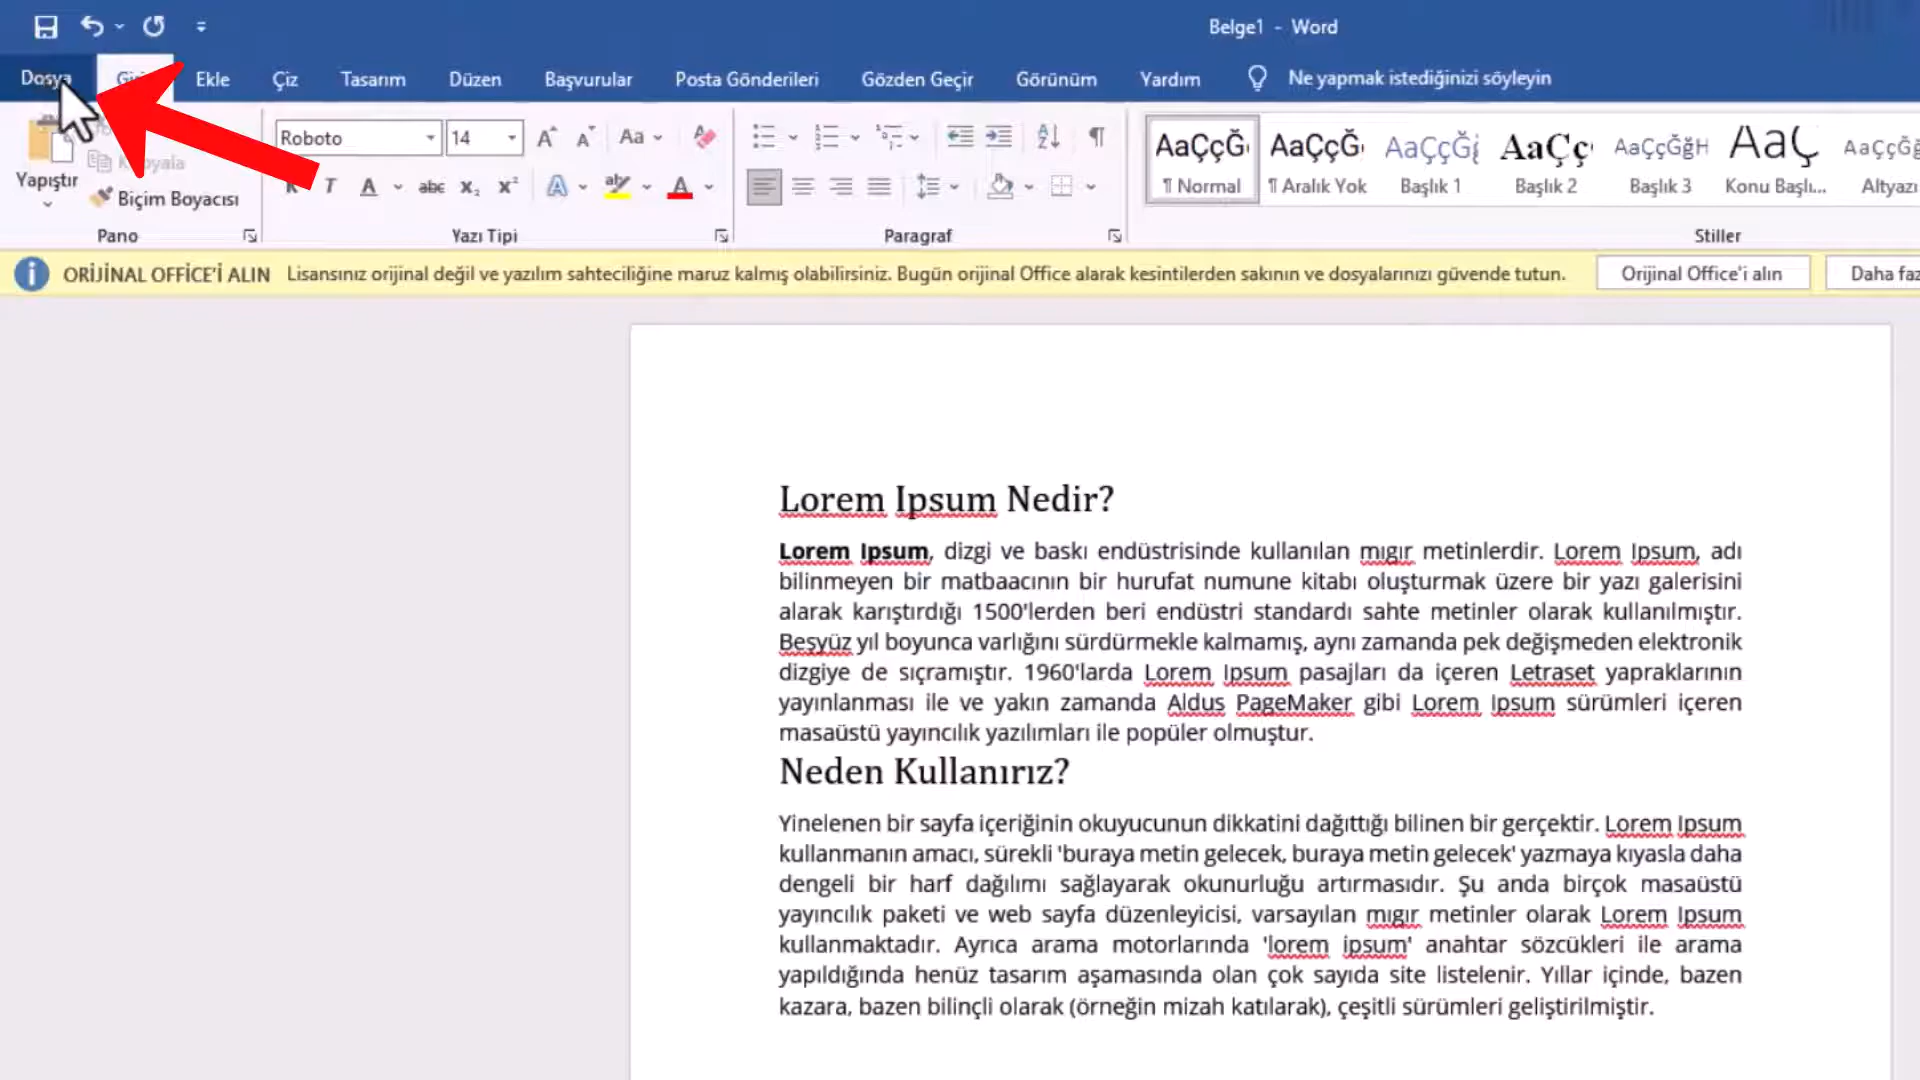 Belge1 - Word
Dosya Ekle Çiz Tasarım Düzen Başvurular Posta Gönderileri Gözden Geçir Görünüm Yardım Ne yapmak istediğinizi söyleyin
Roboto 14 Aa AaÇçĞ AaÇçĞ AaÇçĞğ AaÇç AaÇçĞğH AaÇ AaÇçĞğ
Yapıştır K T A abc x₂ x² A aby A ¶ Normal ¶ Aralık Yok Başlık 1 Başlık 2 Başlık 3 Konu Başlı... Altyazı
Biçim Boyacısı
Pano Yazı Tipi Paragraf Stiller
ORİJİNAL OFFICE'İ ALIN Lisansınız orijinal değil ve yazılım sahteciliğine maruz kalmış olabilirsiniz. Bugün orijinal Office alarak kesintilerden sakının ve dosyalarınızı güvende tutun. Orijinal Office'i alın Daha faz
Lorem Ipsum Nedir?
Lorem Ipsum, dizgi ve baskı endüstrisinde kullanılan mıgır metinlerdir. Lorem Ipsum, adı
bilinmeyen bir matbaacının bir hurufat numune kitabı oluşturmak üzere bir yazı galerisini
alarak karıştırdığı 1500'lerden beri endüstri standardı sahte metinler olarak kullanılmıştır.
Beşyüz yıl boyunca varlığını sürdürmekle kalmamış, aynı zamanda pek değişmeden elektronik
dizgiye de sıçramıştır. 1960'larda Lorem Ipsum pasajları da içeren Letraset yapraklarının
yayınlanması ile ve yakın zamanda Aldus PageMaker gibi Lorem Ipsum sürümleri içeren
masaüstü yayıncılık yazılımları ile popüler olmuştur.
Neden Kullanırız?
Yinelenen bir sayfa içeriğinin okuyucunun dikkatini dağıttığı bilinen bir gerçektir. Lorem Ipsum
kullanmanın amacı, sürekli 'buraya metin gelecek, buraya metin gelecek' yazmaya kıyasla daha
dengeli bir harf dağılımı sağlayarak okunurluğu artırmasıdır. Şu anda birçok masaüstü
yayıncılık paketi ve web sayfa düzenleyicisi, varsayılan mıgır metinler olarak Lorem Ipsum
kullanmaktadır. Ayrıca arama motorlarında 'lorem ipsum' anahtar sözcükleri ile arama
yapıldığında henüz tasarım aşamasında olan çok sayıda site listelenir. Yıllar içinde, bazen
kazara, bazen bilinçli olarak (örneğin mizah katılarak), çeşitli sürümleri geliştirilmiştir.